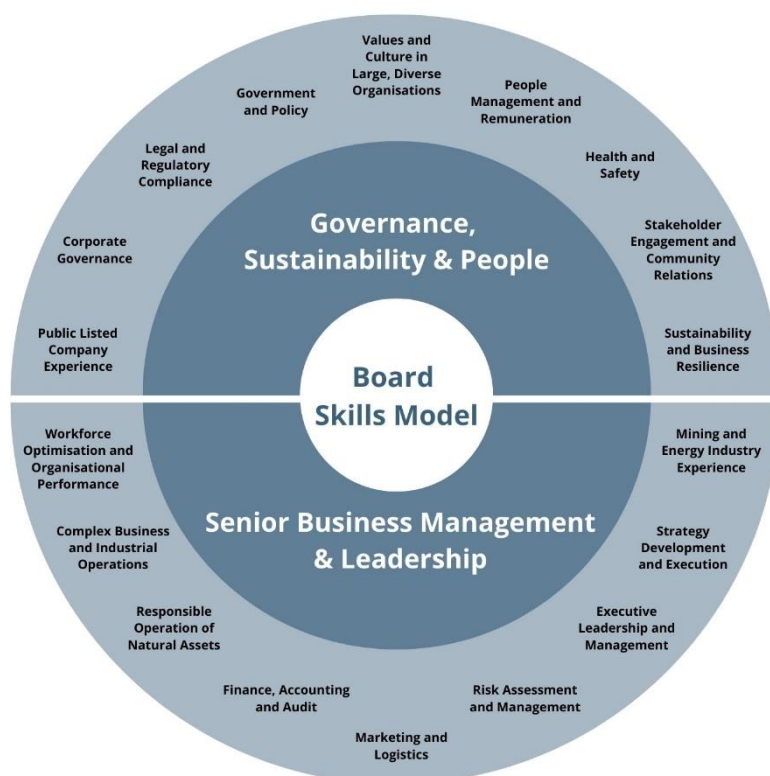 Values and
Culture in
Large, Diverse
Organisations
Government
and Policy
People
Management and
Remuneration
Legal and
Regulatory
Compliance
Health and
Safety
Corporate
Governance
Stakeholder
Engagement and
Community
Relations
Public Listed
Company
Experience
Sustainability
and Business
Resilience
Governance,
Sustainability & People
Board
Skills Model
Senior Business Management
& Leadership
Workforce
Optimisation and
Organisational
Performance
Mining and
Energy Industry
Experience
Complex Business
and Industrial
Operations
Strategy
Development
and Execution
Responsible
Operation of
Natural Assets
Executive
Leadership and
Management
Finance, Accounting
and Audit
Risk Assessment
and Management
Marketing and
Logistics